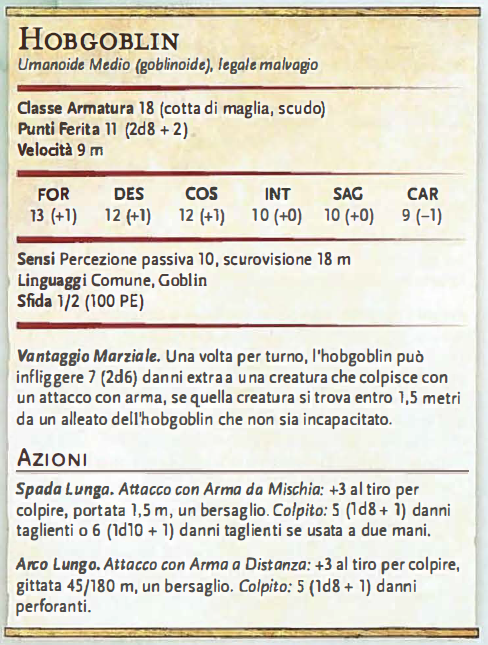 HOBGOBLIN
Umanoide Medio (goblinoide), legale malvagio
Classe Armatura 18 (cotta di maglia, scudo)
Punti Ferita 11 (2d8 + 2)
Velocità 9 m
FOR DES COS INT SAG CAR
13 (+1) 12 (+1) 12 (+1) 10 (+0) 10 (+0) 9 (–1)
Sensi Percezione passiva 10, scurovisione 18 m
Linguaggi Comune, Goblin
Sfida 1/2 (100 PE)
Vantaggio Marziale. Una volta per turno, l'hobgoblin può
infliggere 7 (2d6) danni extra a una creatura che colpisce con
un attacco con arma, se quella creatura si trova entro 1,5 metri
da un alleato dell'hobgoblin che non sia incapacitato.
AZIONI
Spada Lunga. Attacco con Arma da Mischia: +3 al tiro per
colpire, portata 1,5 m, un bersaglio. Colpito: 5 (1d8 + 1) danni
taglienti o 6 (1d10 + 1) danni taglienti se usata a due mani.
Arco Lungo. Attacco con Arma a Distanza: +3 al tiro per colpire,
gittata 45/180 m, un bersaglio. Colpito: 5 (1d8 + 1) danni
perforanti.